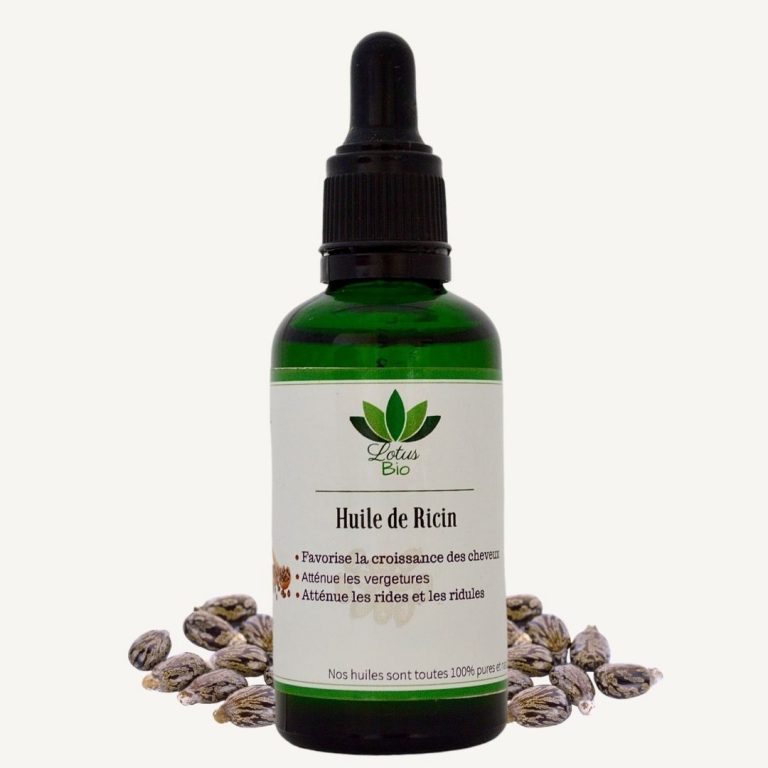 Lotus
Bio
Huile de Ricin
• Favorise la croissance des cheveux
• Atténue les vergetures
• Atténue les rides et les ridules
Nos huiles sont toutes 100% pures et